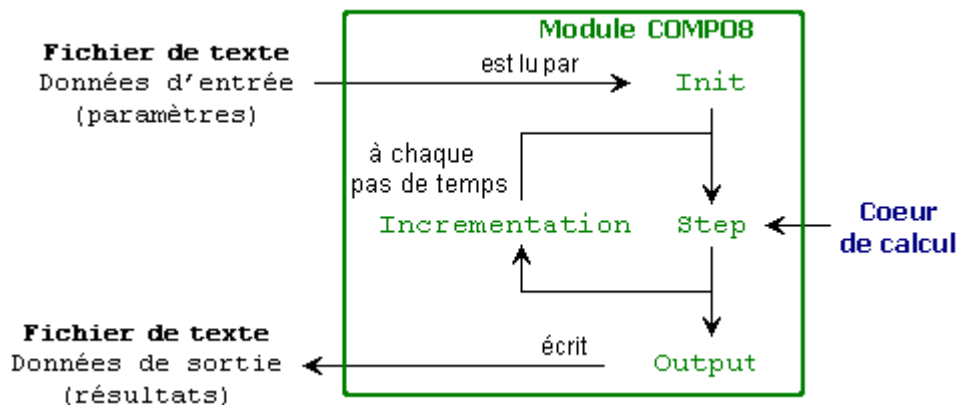 Module COMPO8
Fichier de texte
Données d'entrée
(paramètres)
est lu par
Init
à chaque
pas de temps
Incrementation
Step
Coeur
de calcul
Fichier de texte
Données de sortie
(résultats)
écrit
Output